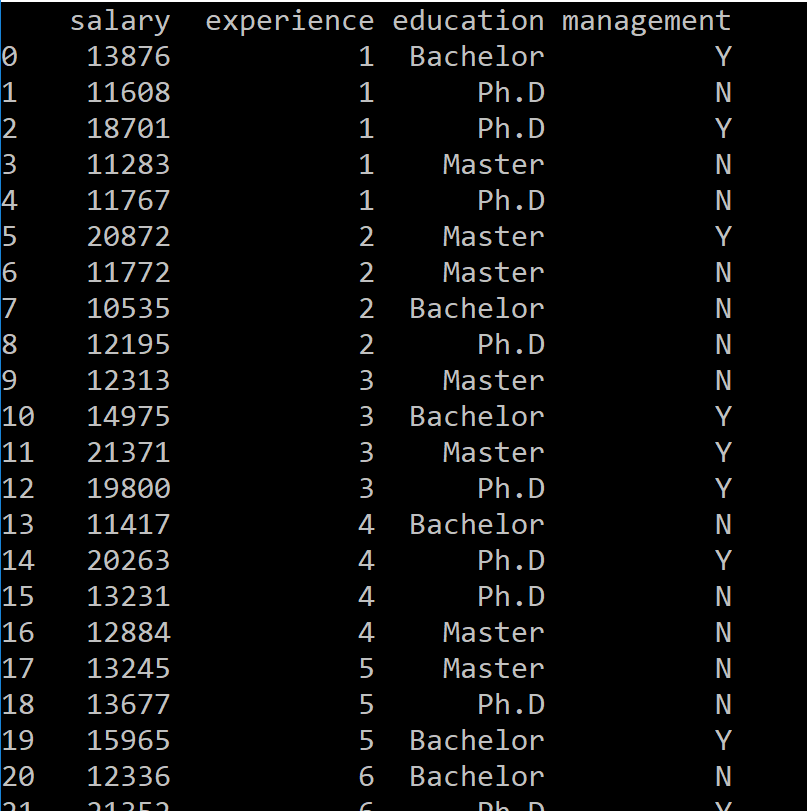 salary experience education management
0 13876 1 Bachelor Y
1 11608 1 Ph.D N
2 18701 1 Ph.D Y
3 11283 1 Master N
4 11767 1 Ph.D N
5 20872 2 Master Y
6 11772 2 Master N
7 10535 2 Bachelor N
8 12195 2 Ph.D N
9 12313 3 Master N
10 14975 3 Bachelor Y
11 21371 3 Master Y
12 19800 3 Ph.D Y
13 11417 4 Bachelor N
14 20263 4 Ph.D Y
15 13231 4 Ph.D N
16 12884 4 Master N
17 13245 5 Master N
18 13677 5 Ph.D N
19 15965 5 Bachelor Y
20 12336 6 Bachelor N
21 21352 6 Ph.D Y